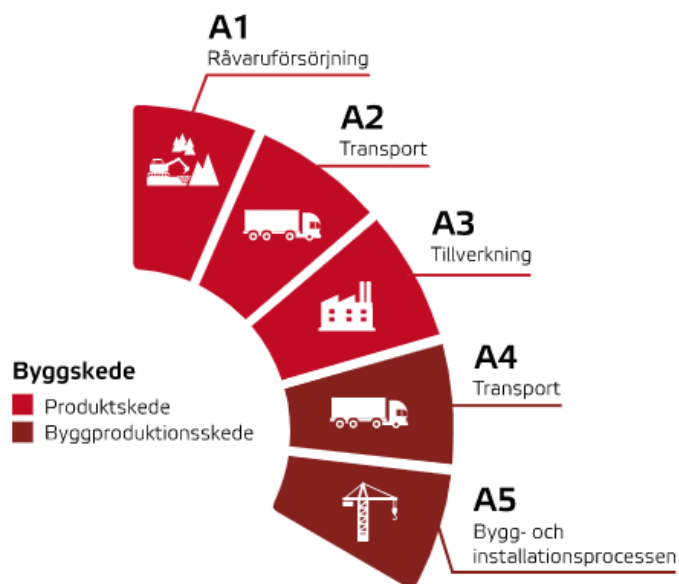 A1
Råvaruförsörjning
A2
Transport
A3
Tillverkning
A4
Transport
Byggskede
Produktskede
Byggproduktionsskede
A5
Bygg- och
installationsprocessen